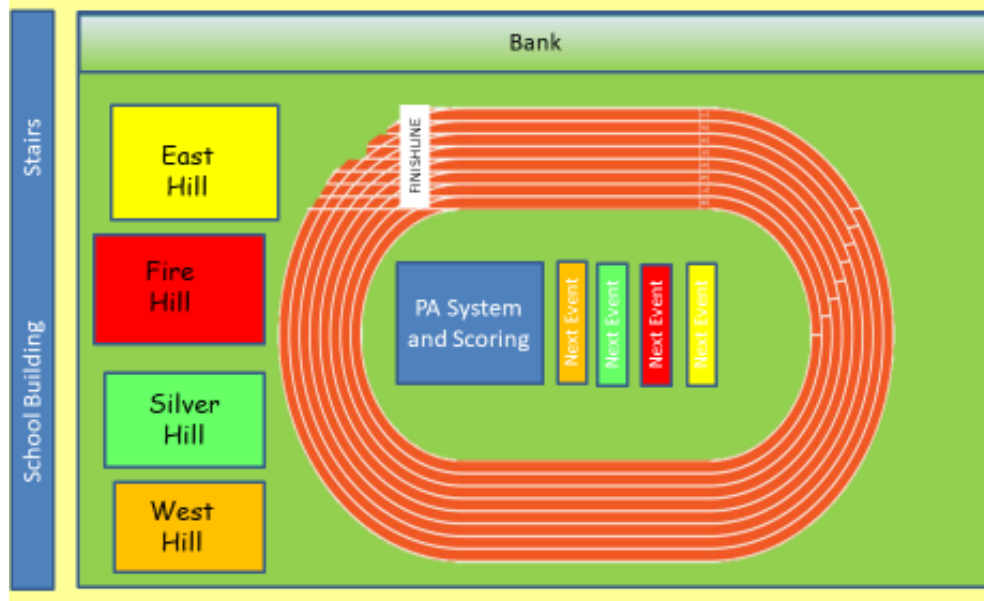 Bank
Stairs
School Building
East
Hill
Fire
Hill
Silver
Hill
West
Hill
FINISHLINE
PA System
and Scoring
Next Event
Next Event
Next Event
Next Event